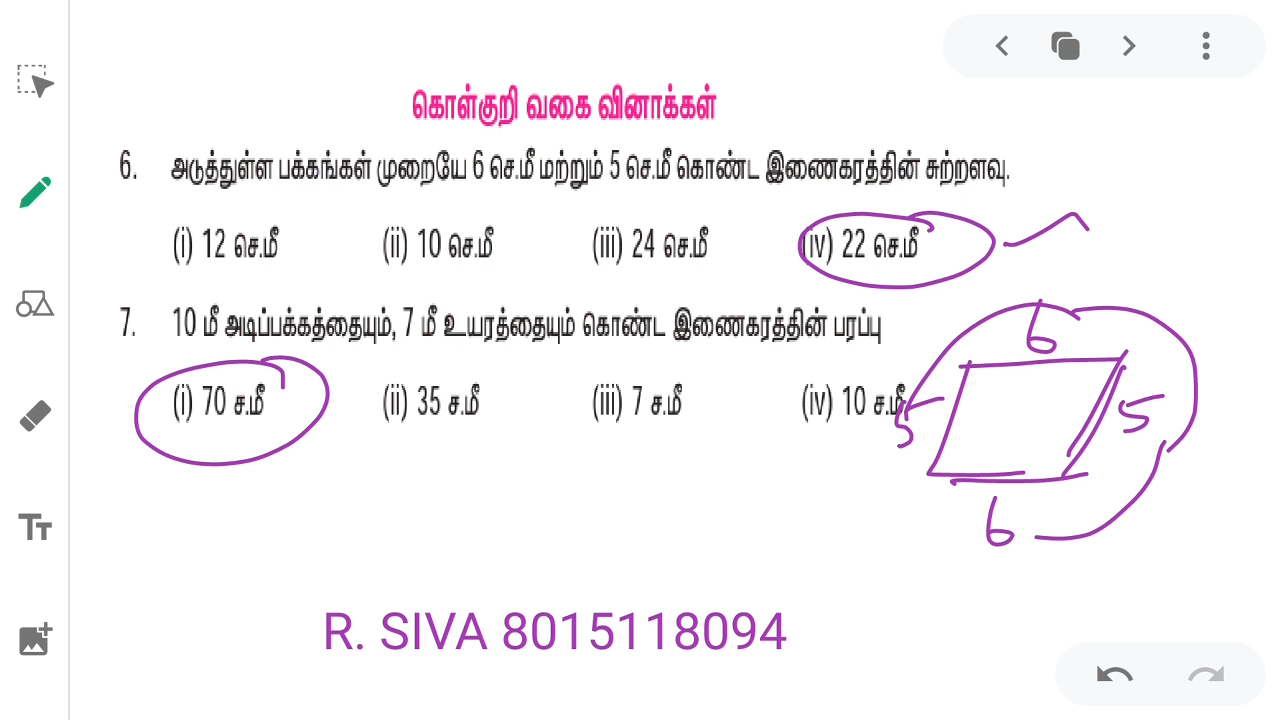 கொள்குறி வகை வினாக்கள்
6. அடுத்துள்ள பக்கங்கள் முறையே 6 செ.மீ மற்றும் 5 செ.மீ கொண்ட இணைகரத்தின் சுற்றளவு.
(i) 12 செ.மீ (ii) 10 செ.மீ (iii) 24 செ.மீ (iv) 22 செ.மீ
7. 10 மீ அடிப்பக்கத்தையும், 7 மீ உயரத்தையும் கொண்ட இணைகரத்தின் பரப்பு
6
(i) 70 ச.மீ (ii) 35 ச.மீ (iii) 7 ச.மீ (iv) 10 ச.மீ
5 5
6
Tт
R. SIVA 8015118094